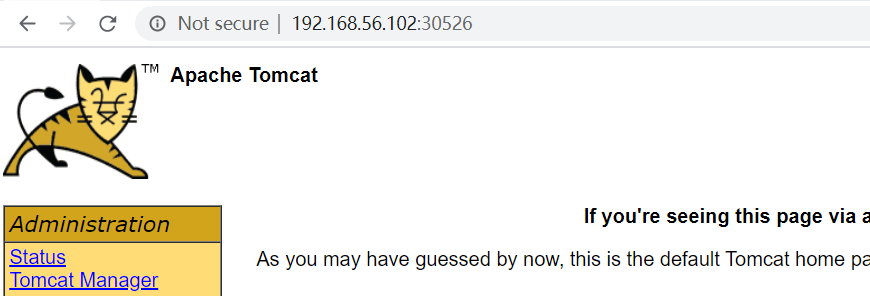 Not secure | 192.168.56.102:30526
TM Apache Tomcat
If you're seeing this page via a
Administration
Status
As you may have guessed by now, this is the default Tomcat home pa
Tomcat Manager